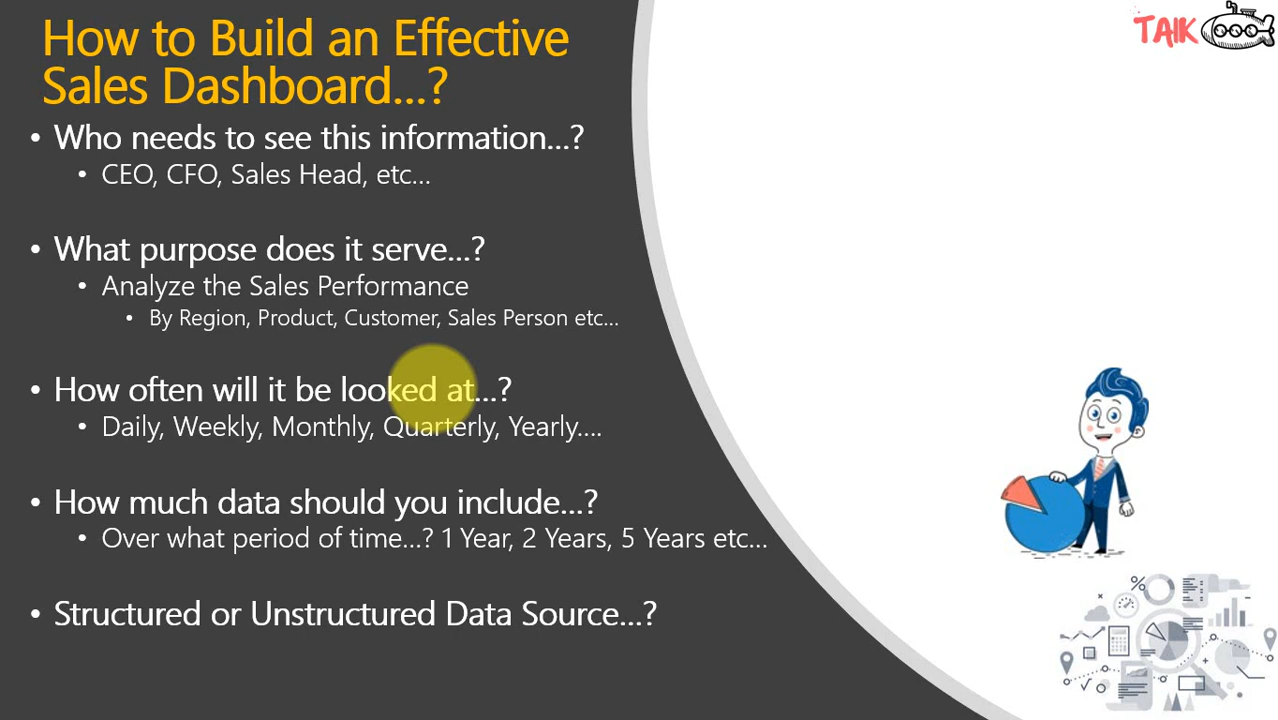 How to Build an Effective
Sales Dashboard...?
TAIK
• Who needs to see this information...?
• CEO, CFO, Sales Head, etc...
• What purpose does it serve...?
• Analyze the Sales Performance
• By Region, Product, Customer, Sales Person etc...
• How often will it be looked at...?
• Daily, Weekly, Monthly, Quarterly, Yearly....
• How much data should you include...?
• Over what period of time...? 1 Year, 2 Years, 5 Years etc...
• Structured or Unstructured Data Source...?